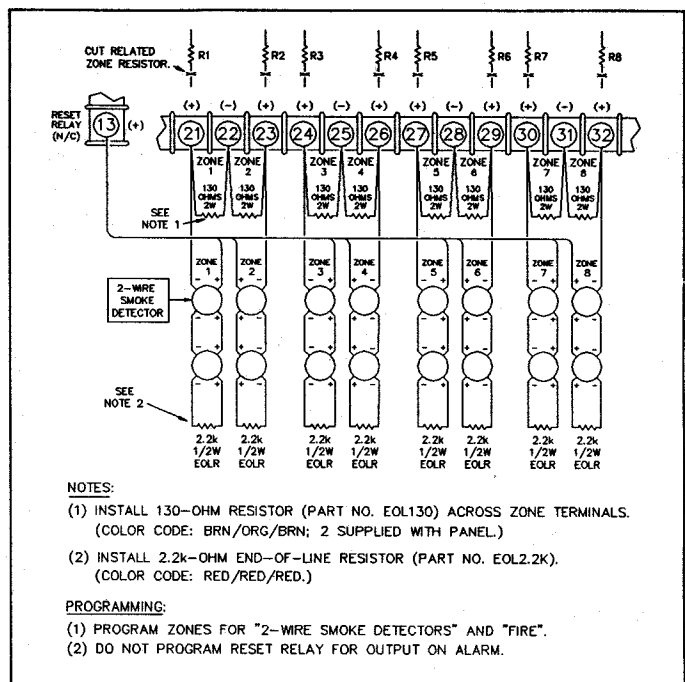 CUT RELATED
ZONE RESISTOR.
R1 R2 R3 R4 R5 R6 R7 R8
RESET
RELAY
(N/C)
13 (+)
(+) (-) (+) (+) (-) (+) (+) (-) (+) (+) (-) (+)
21 22 23 24 25 26 27 28 29 30 31 32
ZONE ZONE ZONE ZONE ZONE ZONE ZONE ZONE
1 2 3 4 5 6 7 8
130 130 130 130 130 130 130 130
OHMS OHMS OHMS OHMS OHMS OHMS OHMS OHMS
2W 2W 2W 2W 2W 2W 2W 2W
SEE
NOTE 1
ZONE ZONE ZONE ZONE ZONE ZONE ZONE ZONE
1 2 3 4 5 6 7 8
- + + - - + + - - + + - - + + -
2-WIRE
SMOKE
DETECTOR
- + + - - + + - - + + - - + + -
- + + - - + + - - + + - - + + -
- + + - - + + - - + + - - + + -
SEE
NOTE 2
2.2k 2.2k 2.2k 2.2k 2.2k 2.2k 2.2k 2.2k
1/2W 1/2W 1/2W 1/2W 1/2W 1/2W 1/2W 1/2W
EOLR EOLR EOLR EOLR EOLR EOLR EOLR EOLR
NOTES:
(1) INSTALL 130-OHM RESISTOR (PART NO. EOL130) ACROSS ZONE TERMINALS.
(COLOR CODE: BRN/ORG/BRN; 2 SUPPLIED WITH PANEL.)
(2) INSTALL 2.2k-OHM END-OF-LINE RESISTOR (PART NO. EOL2.2K).
(COLOR CODE: RED/RED/RED.)
PROGRAMMING:
(1) PROGRAM ZONES FOR "2-WIRE SMOKE DETECTORS" AND "FIRE".
(2) DO NOT PROGRAM RESET RELAY FOR OUTPUT ON ALARM.